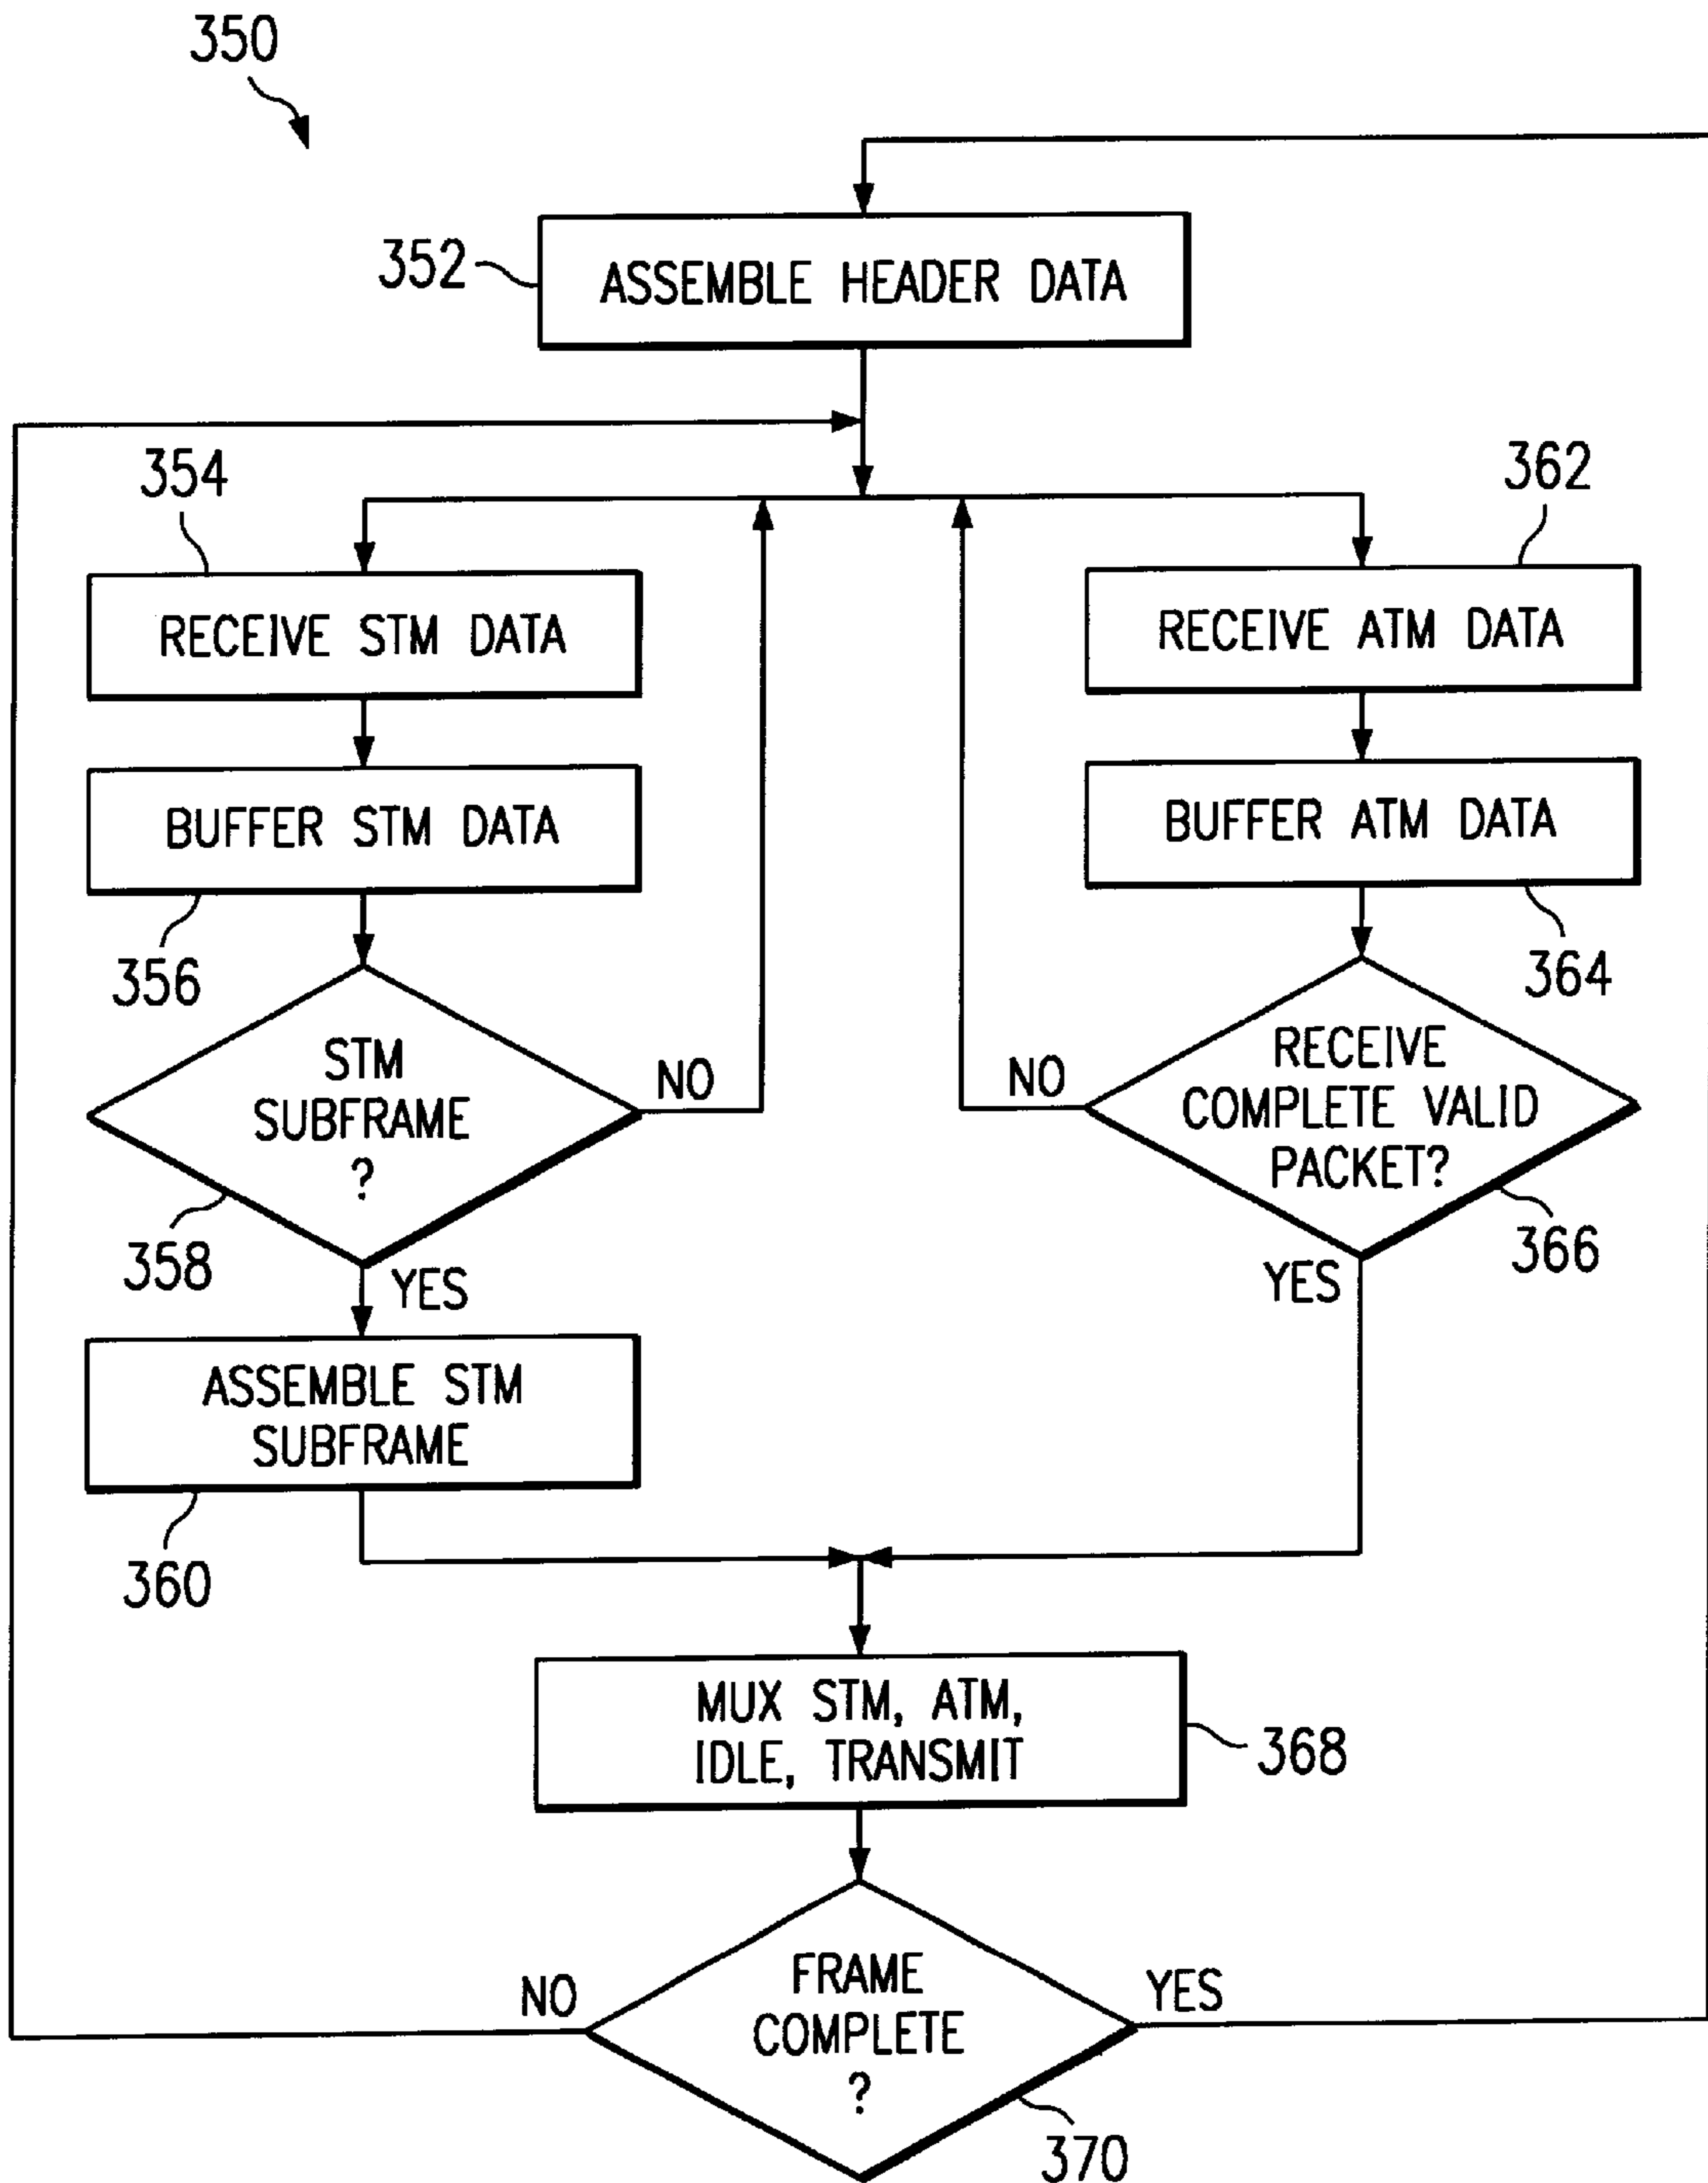 350
352
ASSEMBLE HEADER DATA
354
362
RECEIVE STM DATA
RECEIVE ATM DATA
BUFFER STM DATA
BUFFER ATM DATA
356
364
STM
SUBFRAME
?
NO
NO
RECEIVE
COMPLETE VALID
PACKET?
358
YES
YES
366
ASSEMBLE STM
SUBFRAME
360
MUX STM, ATM,
IDLE, TRANSMIT
368
NO
FRAME
COMPLETE
?
YES
370